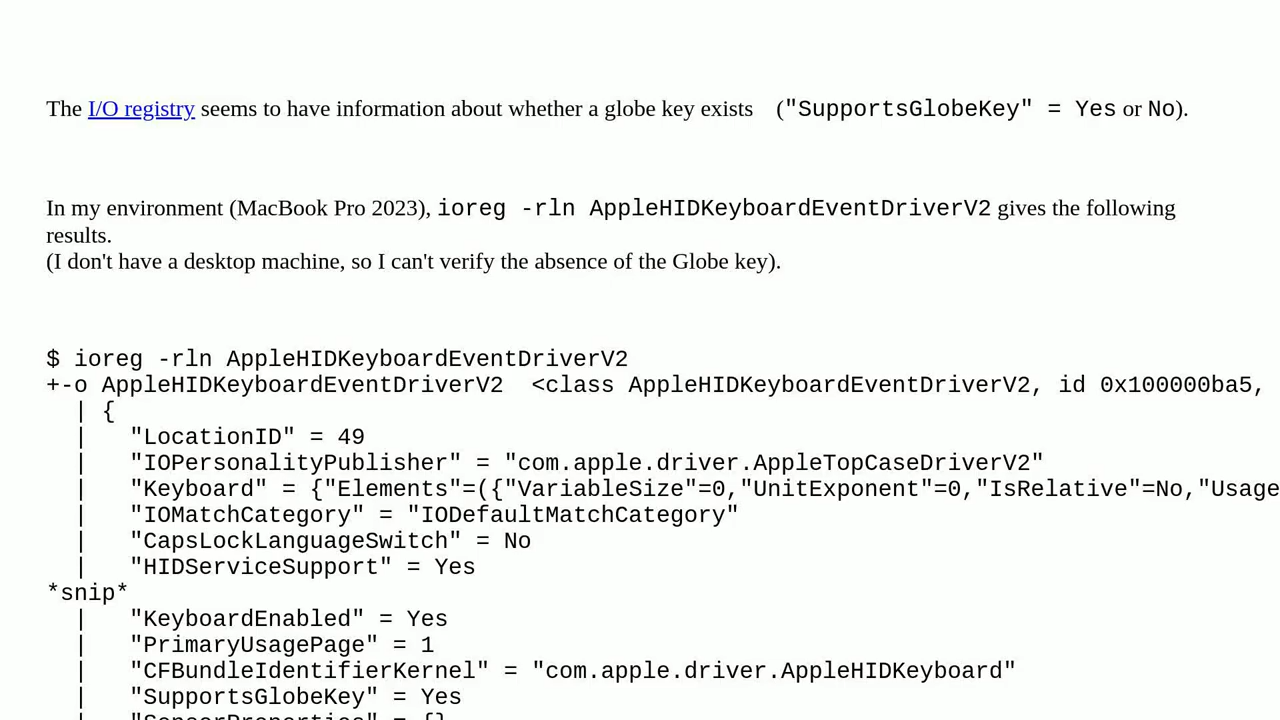 The I/O registry seems to have information about whether a globe key exists ("SupportsGlobeKey" = Yes or No).
In my environment (MacBook Pro 2023), ioreg -rln AppleHIDKeyboardEventDriverV2 gives the following
results.
(I don't have a desktop machine, so I can't verify the absence of the Globe key).
$ ioreg -rln AppleHIDKeyboardEventDriverV2
+-o AppleHIDKeyboardEventDriverV2  <class AppleHIDKeyboardEventDriverV2, id 0x100000ba5,
  | {
  |   "LocationID" = 49
  |   "IOPersonalityPublisher" = "com.apple.driver.AppleTopCaseDriverV2"
  |   "Keyboard" = {"Elements"=({"VariableSize"=0,"UnitExponent"=0,"IsRelative"=No,"Usage
  |   "IOMatchCategory" = "IODefaultMatchCategory"
  |   "CapsLockLanguageSwitch" = No
  |   "HIDServiceSupport" = Yes
*snip*
  |   "KeyboardEnabled" = Yes
  |   "PrimaryUsagePage" = 1
  |   "CFBundleIdentifierKernel" = "com.apple.driver.AppleHIDKeyboard"
  |   "SupportsGlobeKey" = Yes
  |   "SensorProperties" = {}